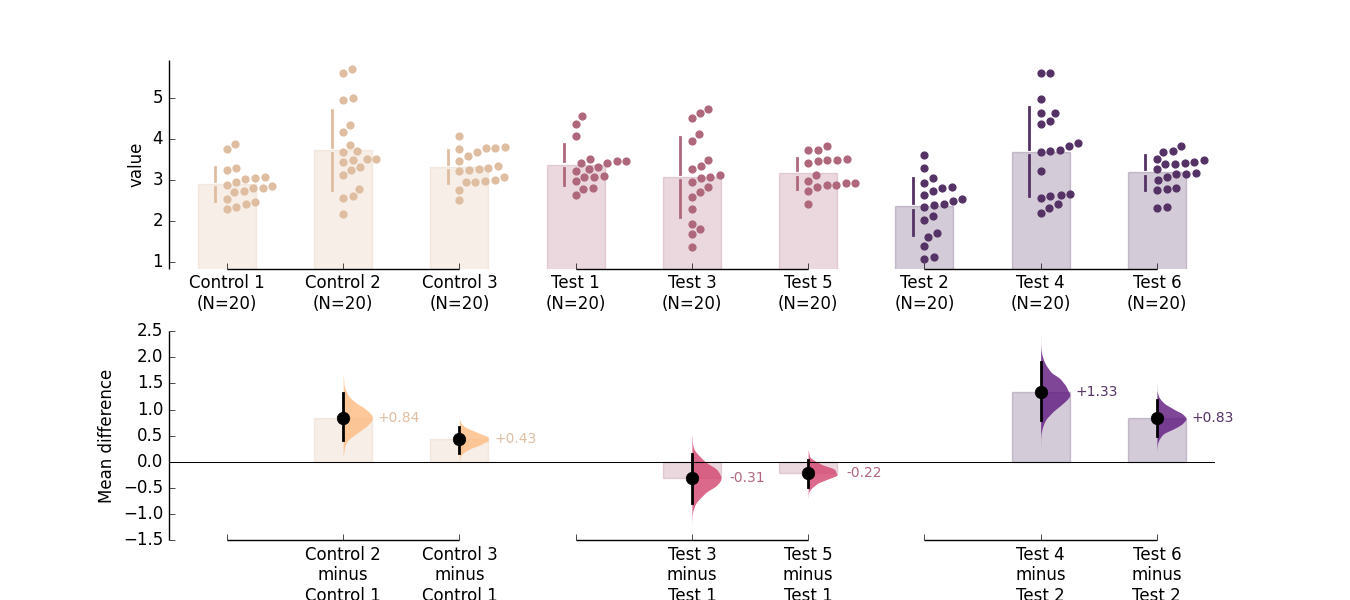 value
5
4
3
2
1
Control 1 Control 2 Control 3 Test 1 Test 3 Test 5 Test 2 Test 4 Test 6
(N=20) (N=20) (N=20) (N=20) (N=20) (N=20) (N=20) (N=20) (N=20)
Mean difference
2.5
2.0
1.5
1.0
0.5
0.0
−0.5
−1.0
−1.5
+0.84 +0.43 -0.31 -0.22 +1.33 +0.83
Control 2 Control 3 Test 3 Test 5 Test 4 Test 6
minus minus minus minus minus minus
Control 1 Control 1 Test 1 Test 1 Test 2 Test 2